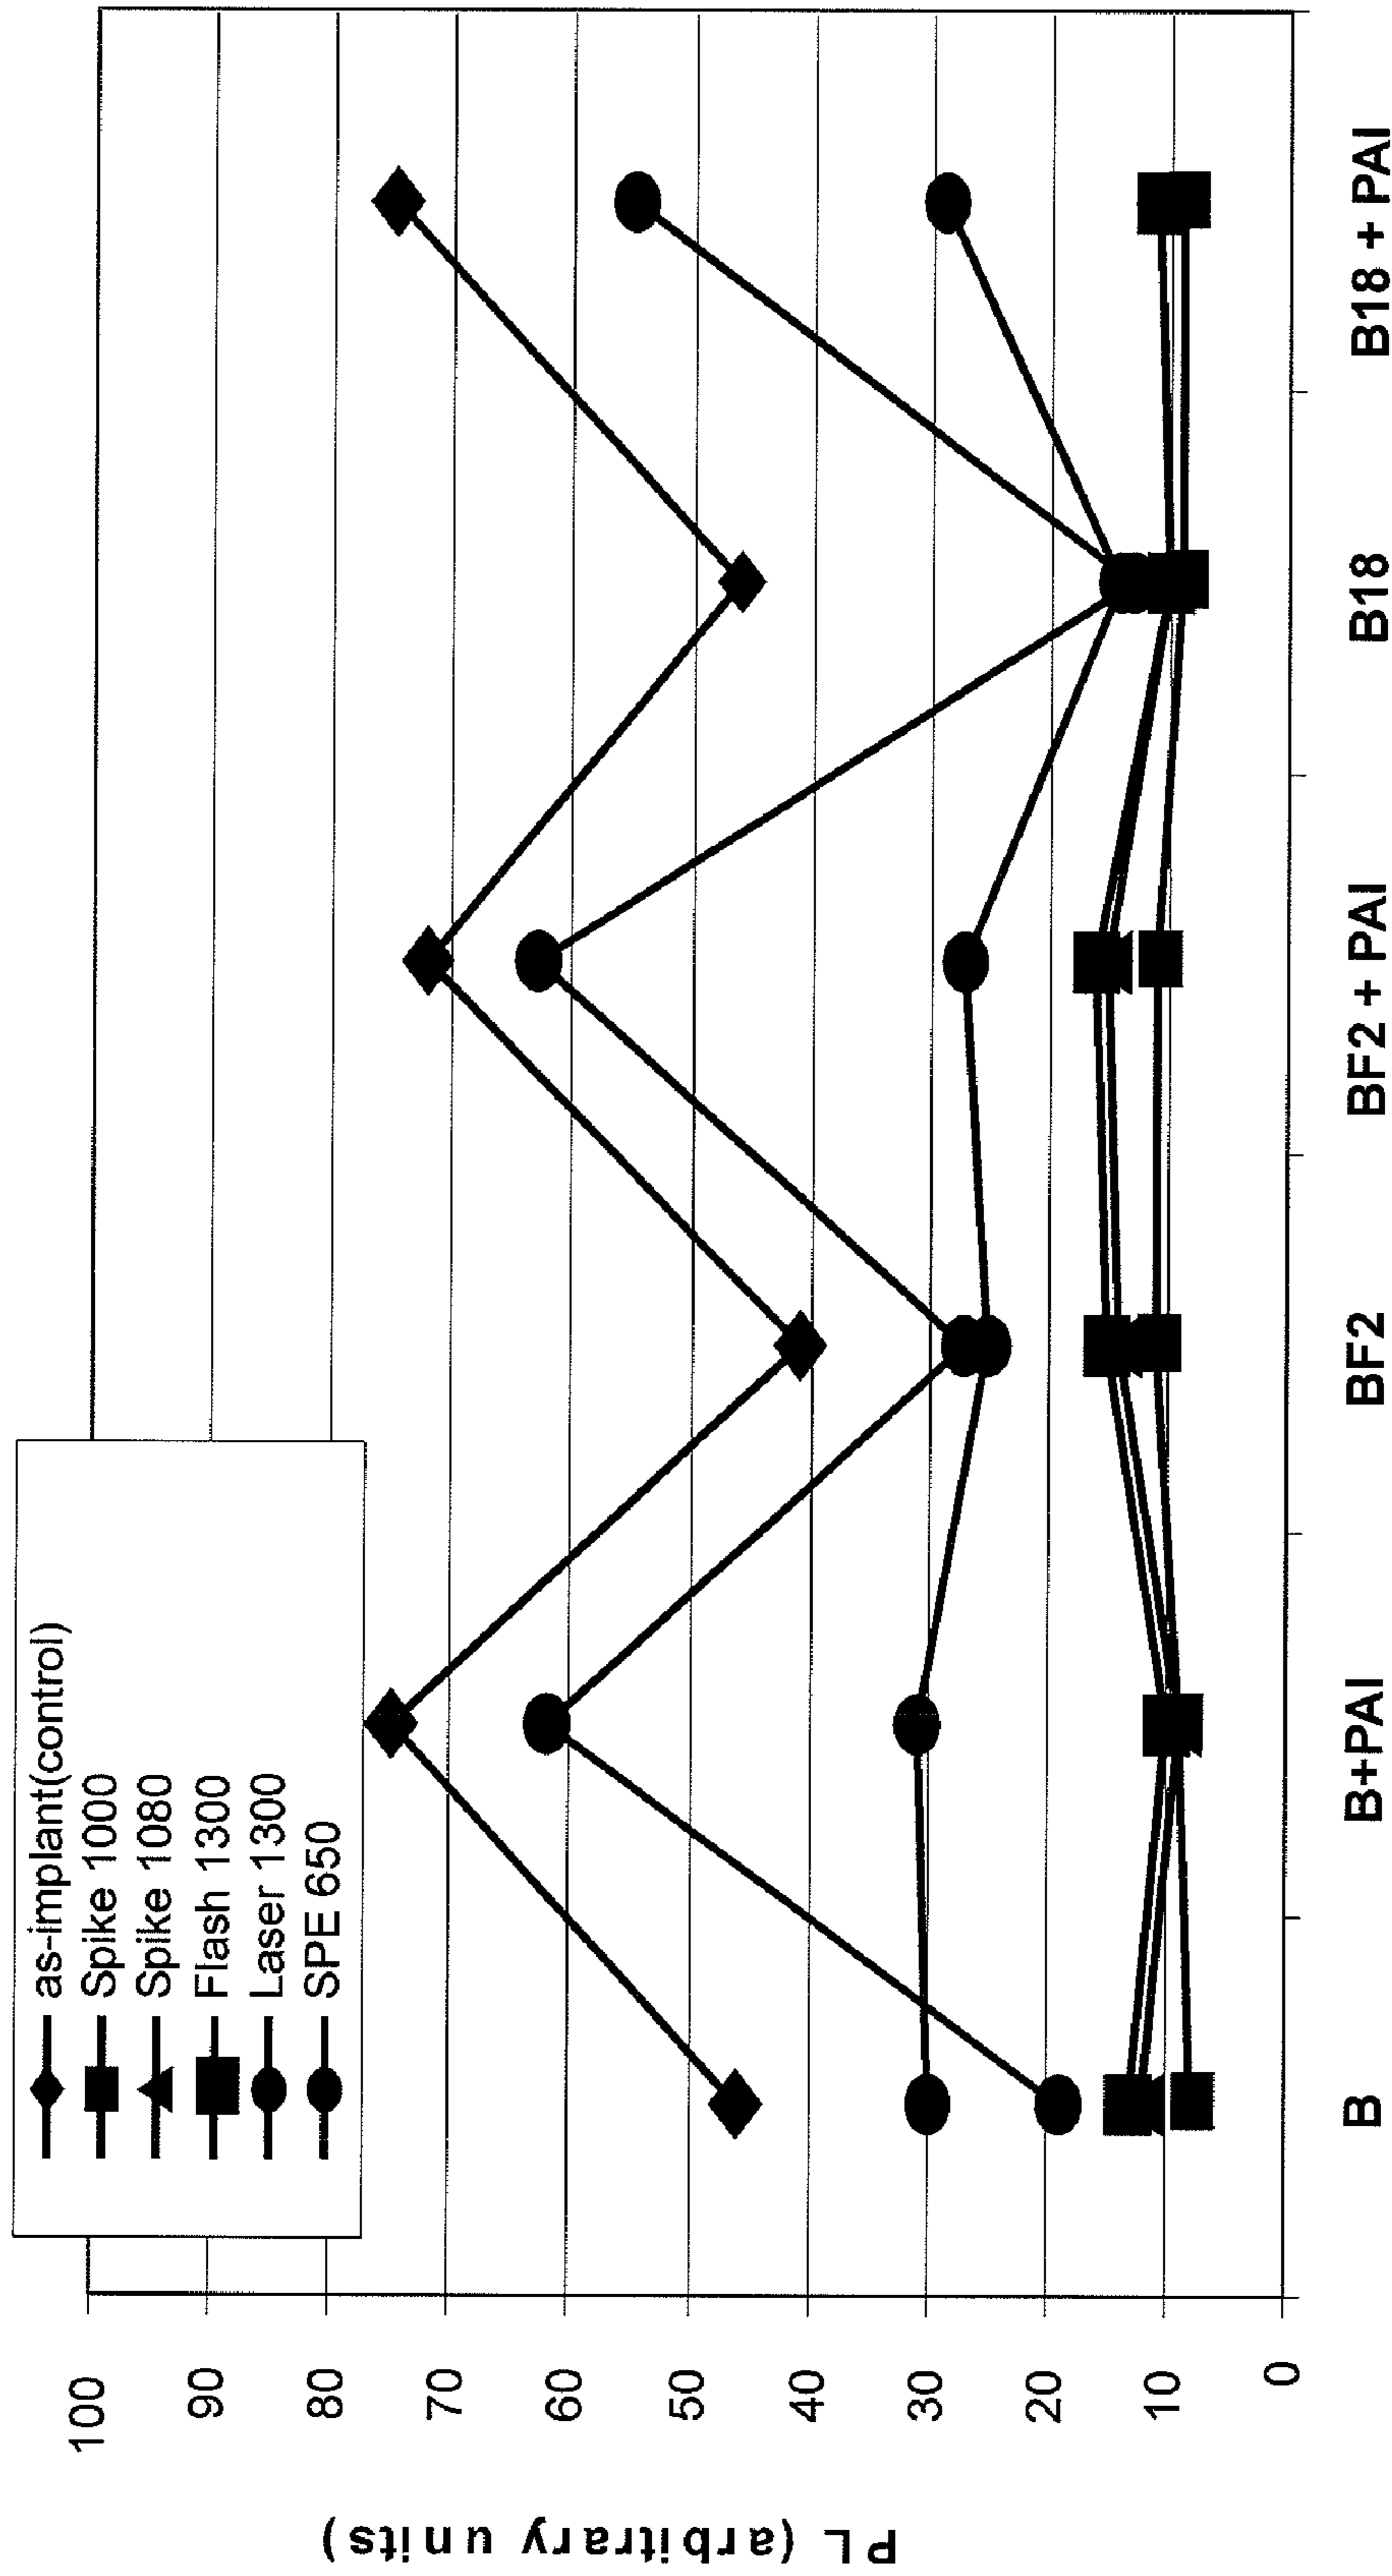 as-implant(control)
Spike 1000
Spike 1080
Flash 1300
Laser 1300
SPE 650
100
90
80
70
60
50
40
30
20
10
0
PL (arbitrary units)
B
B+PAI
BF2
BF2 + PAI
B18
B18 + PAI